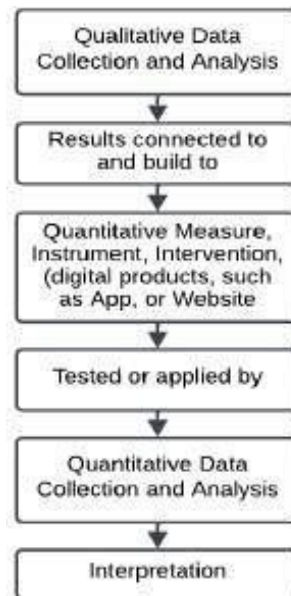 Qualitative Data
Collection and Analysis
Results connected to
and build to
Quantitative Measure,
Instrument, Intervention,
(digital products, such
as App, or Website
Tested or applied by
Quantitative Data
Collection and Analysis
Interpretation